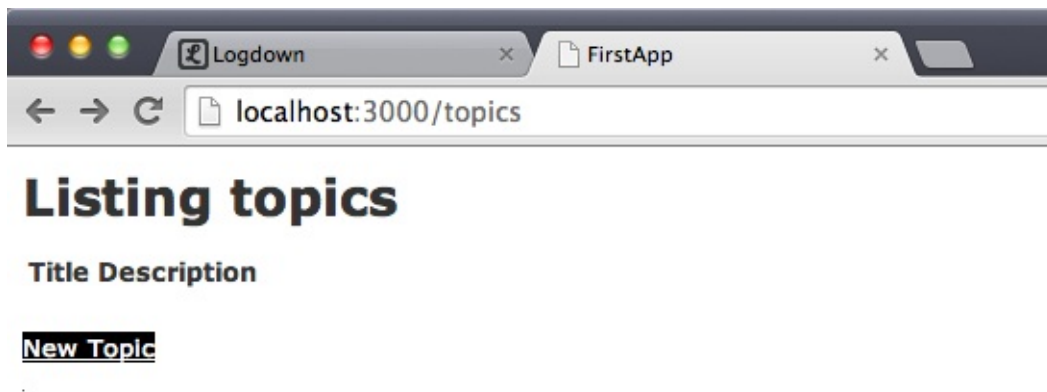 Logdown
FirstApp
localhost:3000/topics
Listing topics
Title Description
New Topic